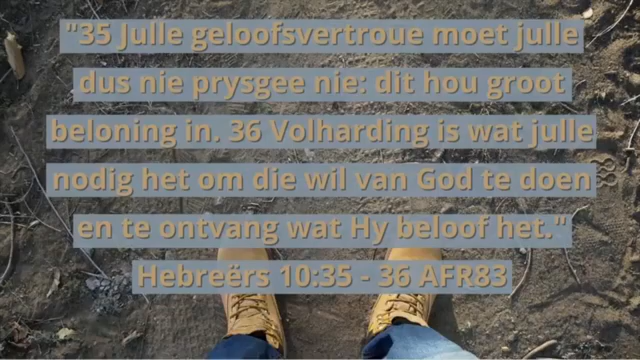 "35 Julle geloofsvertroue moet julle
dus nie prysgee nie: dit hou groot
beloning in. 36 Volharding is wat julle
nodig het om die wil van God te doen
en te ontvang wat Hy beloof het."
Hebreërs 10:35 - 36 AFR83